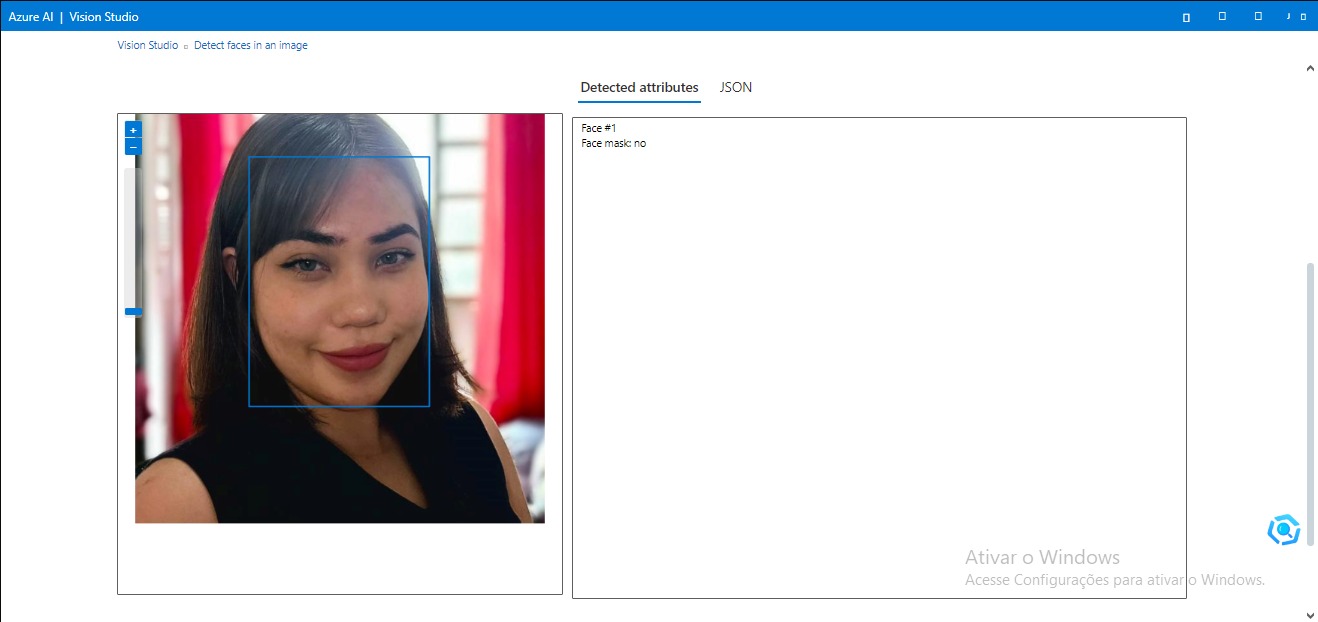 Azure AI | Vision Studio
Vision Studio Detect faces in an image
Detected attributes JSON
Face #1
Face mask: no
Ativar o Windows
Acesse Configurações para ativar o Windows.